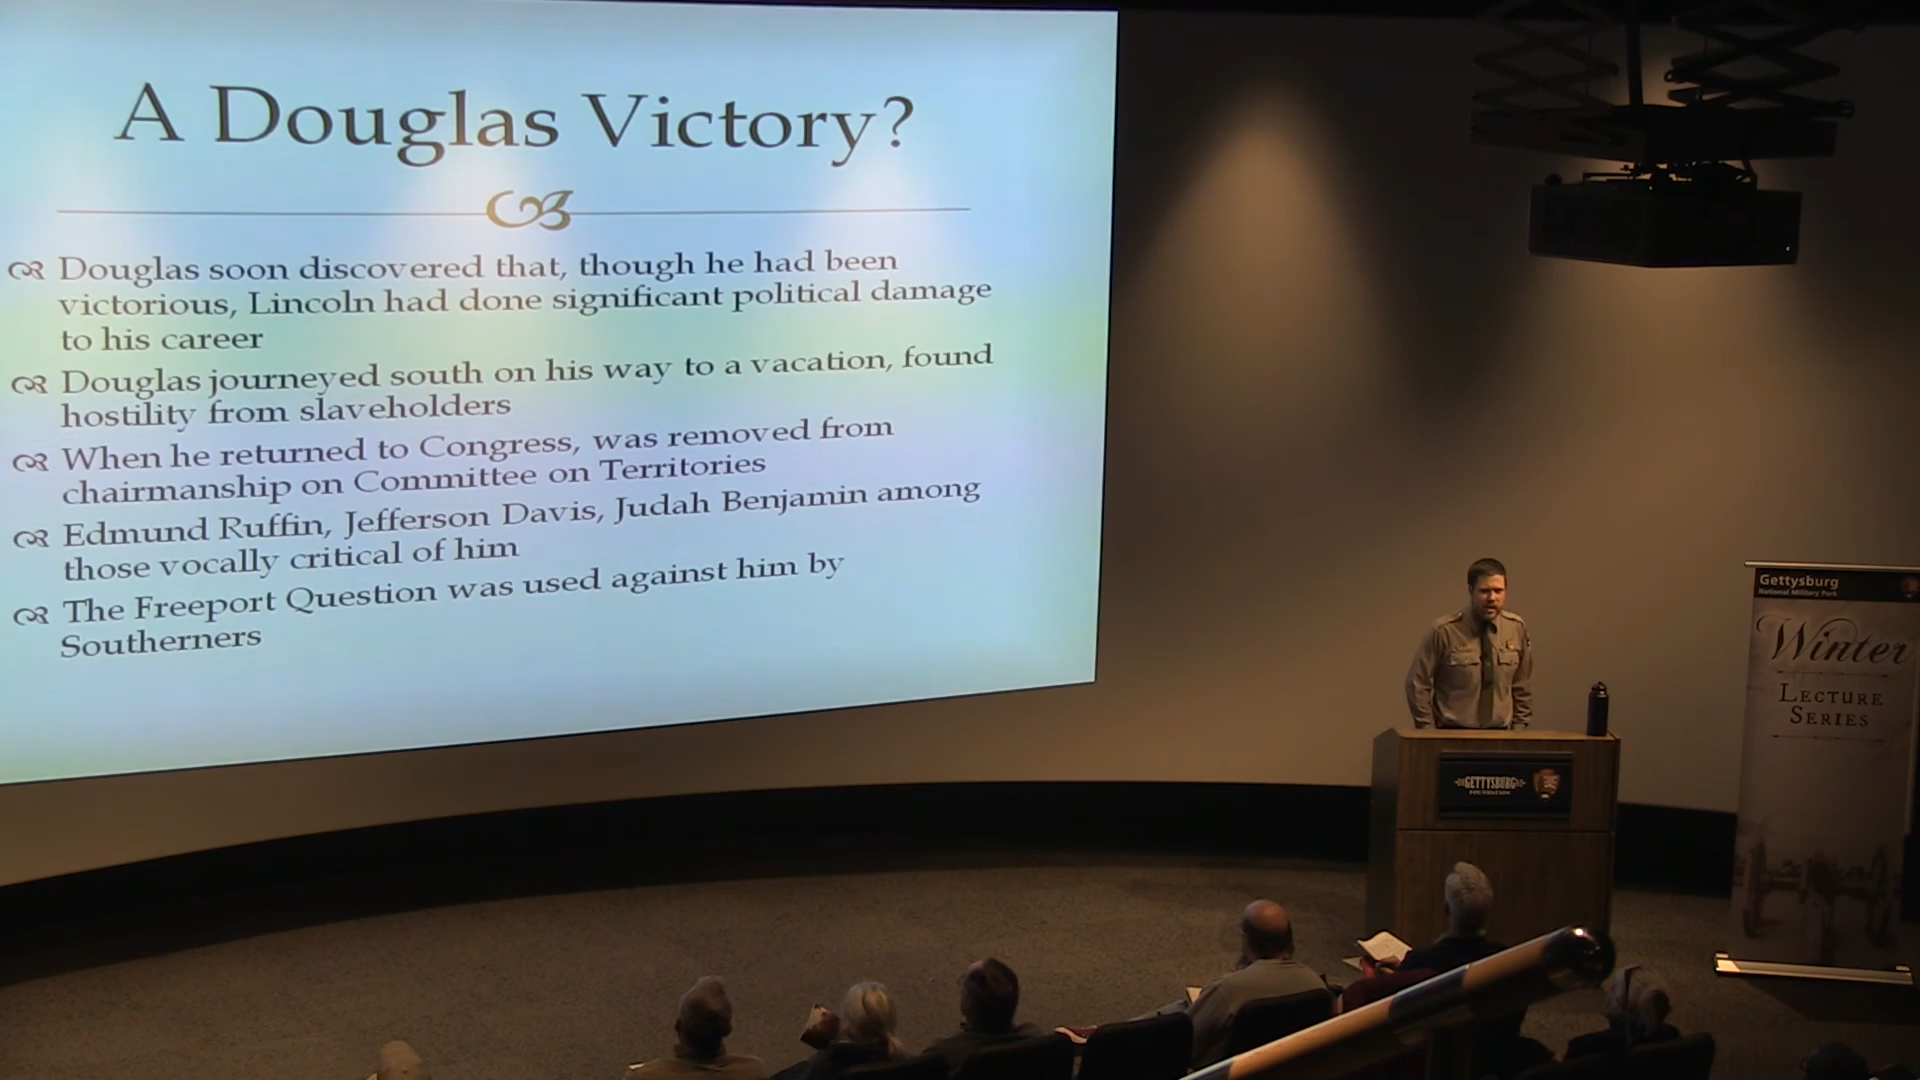 A Douglas Victory?
Douglas soon discovered that, though he had been
victorious, Lincoln had done significant political damage
to his career
Douglas journeyed south on his way to a vacation, found
hostility from slaveholders
When he returned to Congress, was removed from
chairmanship on Committee on Territories
Edmund Ruffin, Jefferson Davis, Judah Benjamin among
those vocally critical of him
The Freeport Question was used against him by
Southerners
Gettysburg
National Military Park
Winter
LECTURE
SERIES
GETTYSBURG
FOUNDATION